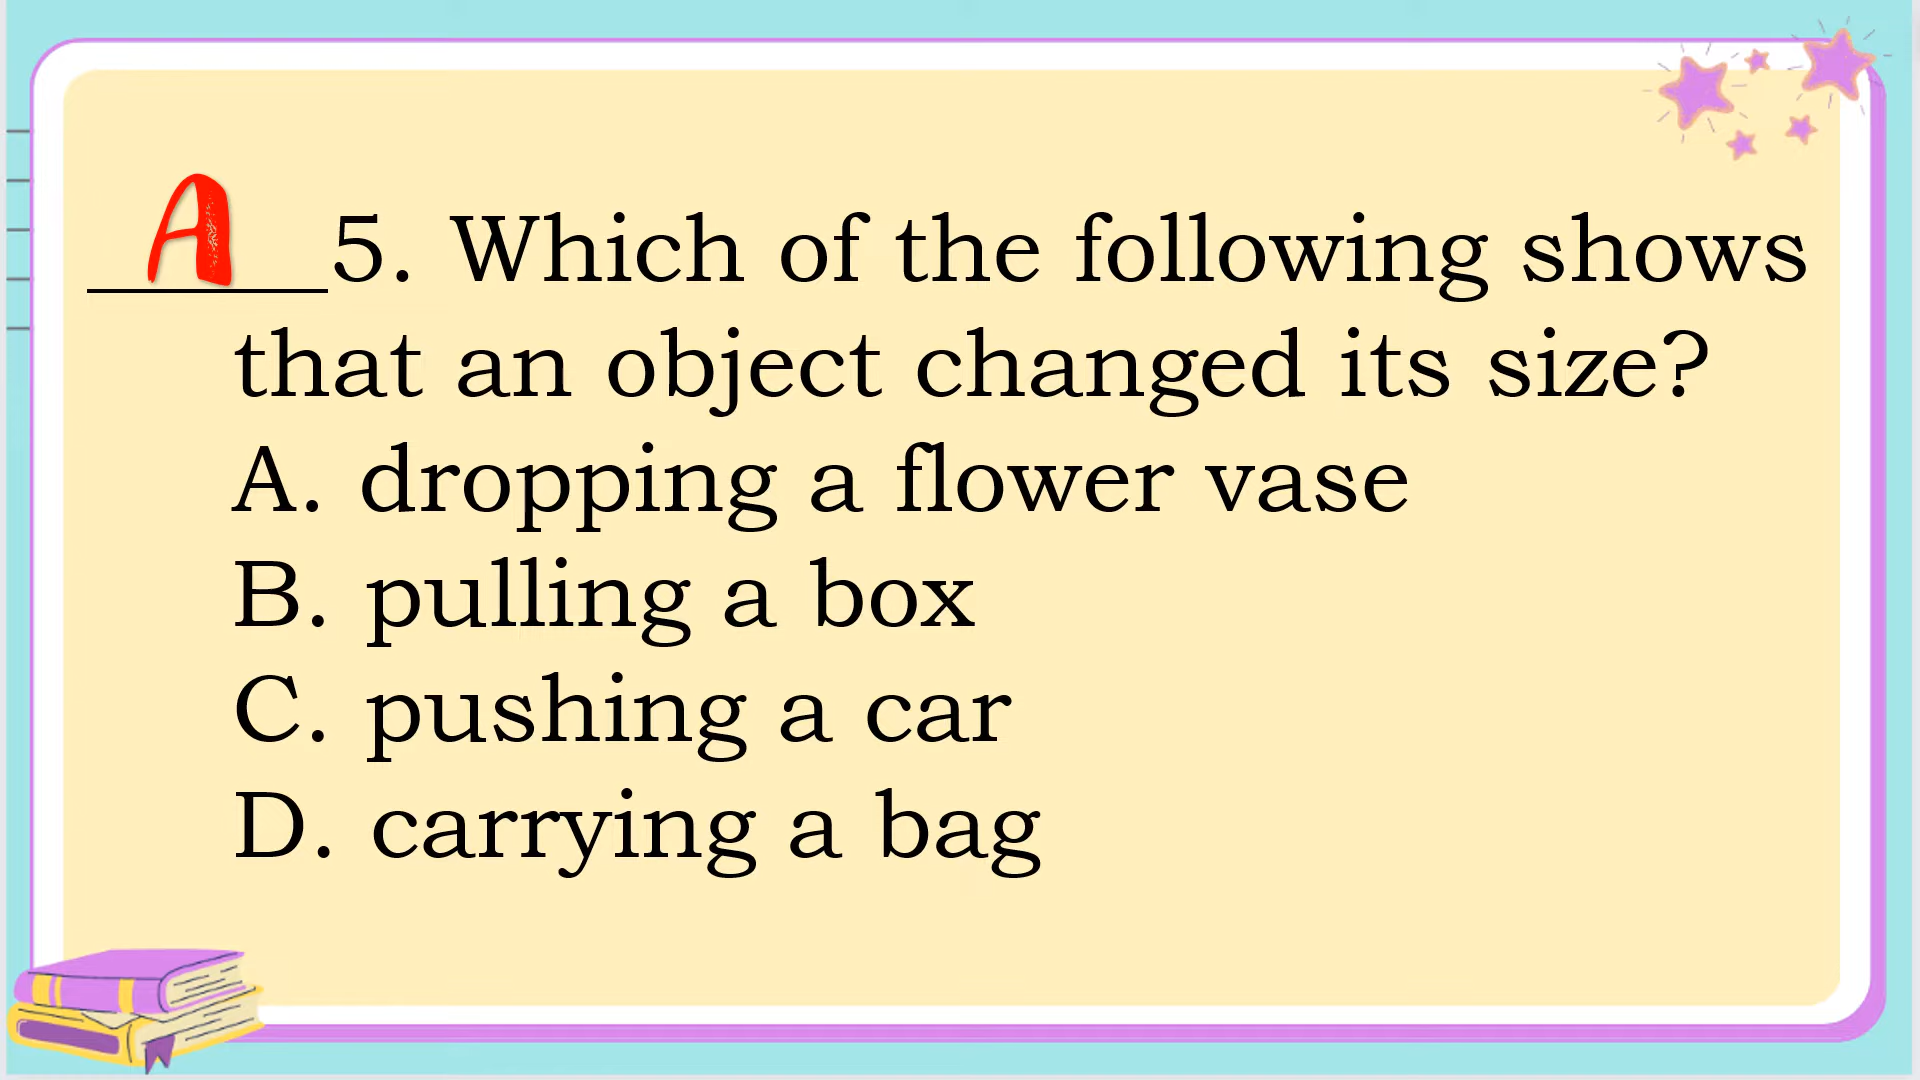 A
_____5. Which of the following shows
that an object changed its size?
A. dropping a flower vase
B. pulling a box
C. pushing a car
D. carrying a bag